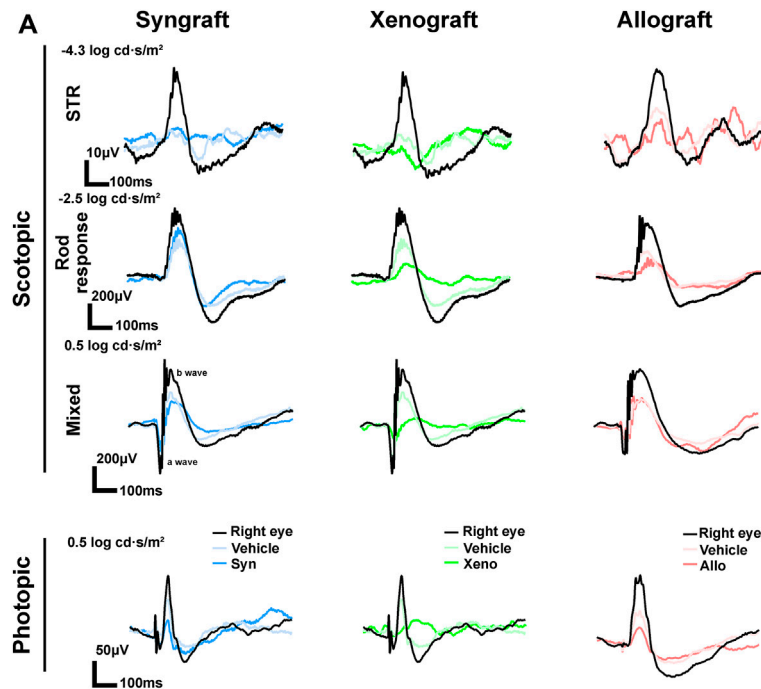 A
Syngraft
Xenograft
Allograft
Scotopic
-4.3 log cd·s/m²
STR
10µV
100ms
-2.5 log cd·s/m²
Rod
response
200µV
100ms
0.5 log cd·s/m²
Mixed
b wave
a wave
200µV
100ms
Photopic
0.5 log cd·s/m²
Right eye
Vehicle
Syn
Right eye
Vehicle
Xeno
Right eye
Vehicle
Allo
50µV
100ms